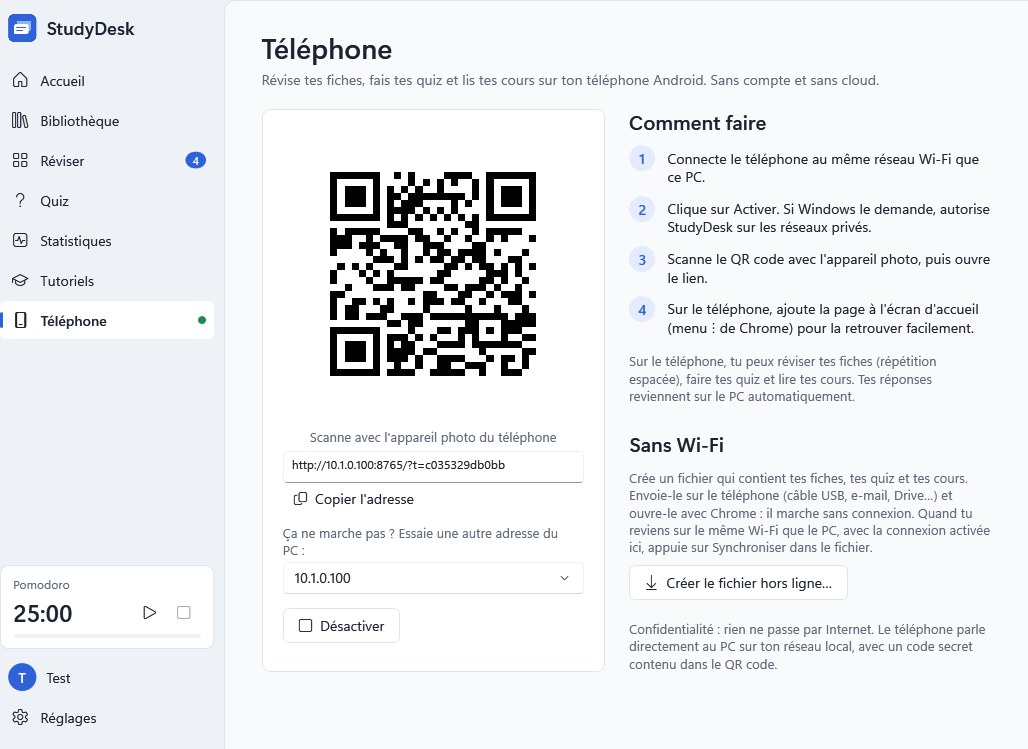 StudyDesk
Accueil
Bibliothèque
Réviser
4
Quiz
Statistiques
Tutoriels
Téléphone
Pomodoro
25:00
T
Test
Réglages
Téléphone
Révise tes fiches, fais tes quiz et lis tes cours sur ton téléphone Android. Sans compte et sans cloud.
Scanne avec l'appareil photo du téléphone
http://10.1.0.100:8765/?t=c035329db0bb
Copier l'adresse
Ça ne marche pas ? Essaie une autre adresse du
PC :
10.1.0.100
Désactiver
Comment faire
1
Connecte le téléphone au même réseau Wi-Fi que
ce PC.
2
Clique sur Activer. Si Windows le demande, autorise
StudyDesk sur les réseaux privés.
3
Scanne le QR code avec l'appareil photo, puis ouvre
le lien.
4
Sur le téléphone, ajoute la page à l'écran d'accueil
(menu ⋮ de Chrome) pour la retrouver facilement.
Sur le téléphone, tu peux réviser tes fiches (répétition
espacée), faire tes quiz et lire tes cours. Tes réponses
reviennent sur le PC automatiquement.
Sans Wi-Fi
Crée un fichier qui contient tes fiches, tes quiz et tes cours.
Envoie-le sur le téléphone (câble USB, e-mail, Drive...) et
ouvre-le avec Chrome : il marche sans connexion. Quand tu
reviens sur le même Wi-Fi que le PC, avec la connexion activée
ici, appuie sur Synchroniser dans le fichier.
Créer le fichier hors ligne...
Confidentialité : rien ne passe par Internet. Le téléphone parle
directement au PC sur ton réseau local, avec un code secret
contenu dans le QR code.